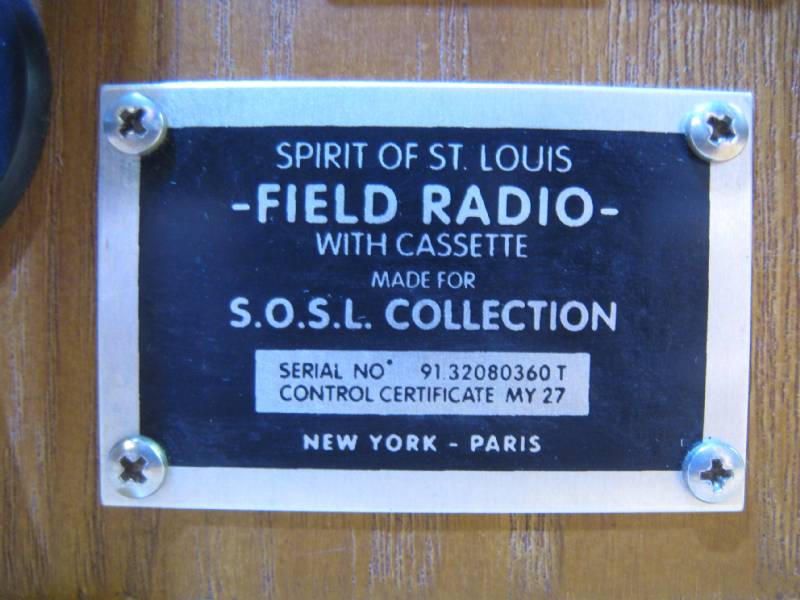 SPIRIT OF ST. LOUIS
-FIELD RADIO-
WITH CASSETTE
MADE FOR
S.O.S.L. COLLECTION
SERIAL NO° 91.32080360 T
CONTROL CERTIFICATE MY 27
NEW YORK - PARIS